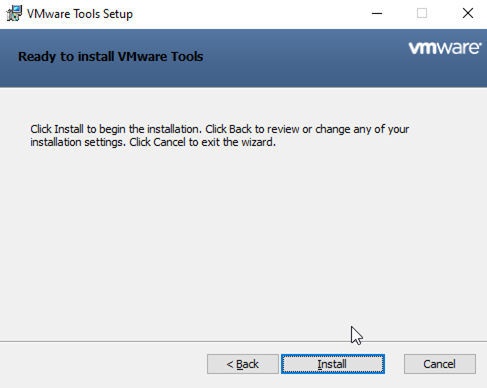 VMware Tools Setup
Ready to install VMware Tools
vmware
Click Install to begin the installation. Click Back to review or change any of your
installation settings. Click Cancel to exit the wizard.
< Back
Install
Cancel